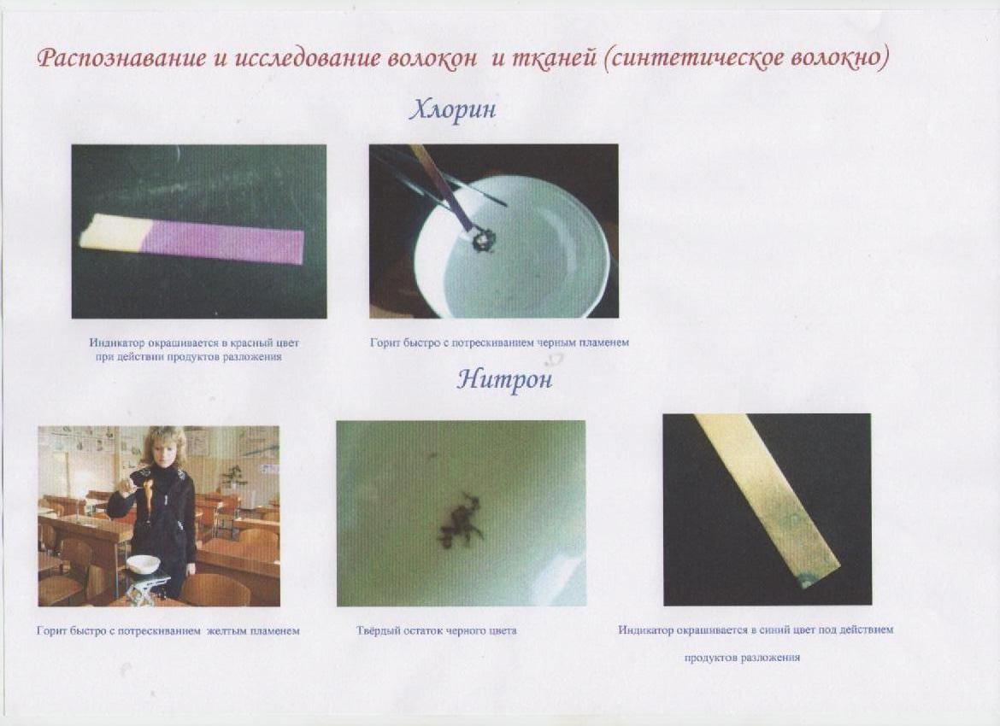 Распознавание и исследование волокон и тканей (синтетическое волокно)
Хлорин
Индикатор окрашивается в красный цвет
при действии продуктов разложения
Горит быстро с потрескиванием черным пламенем
Нитрон
Горит быстро с потрескиванием желтым пламенем
Твёрдый остаток черного цвета
Индикатор окрашивается в синий цвет под действием
продуктов разложения